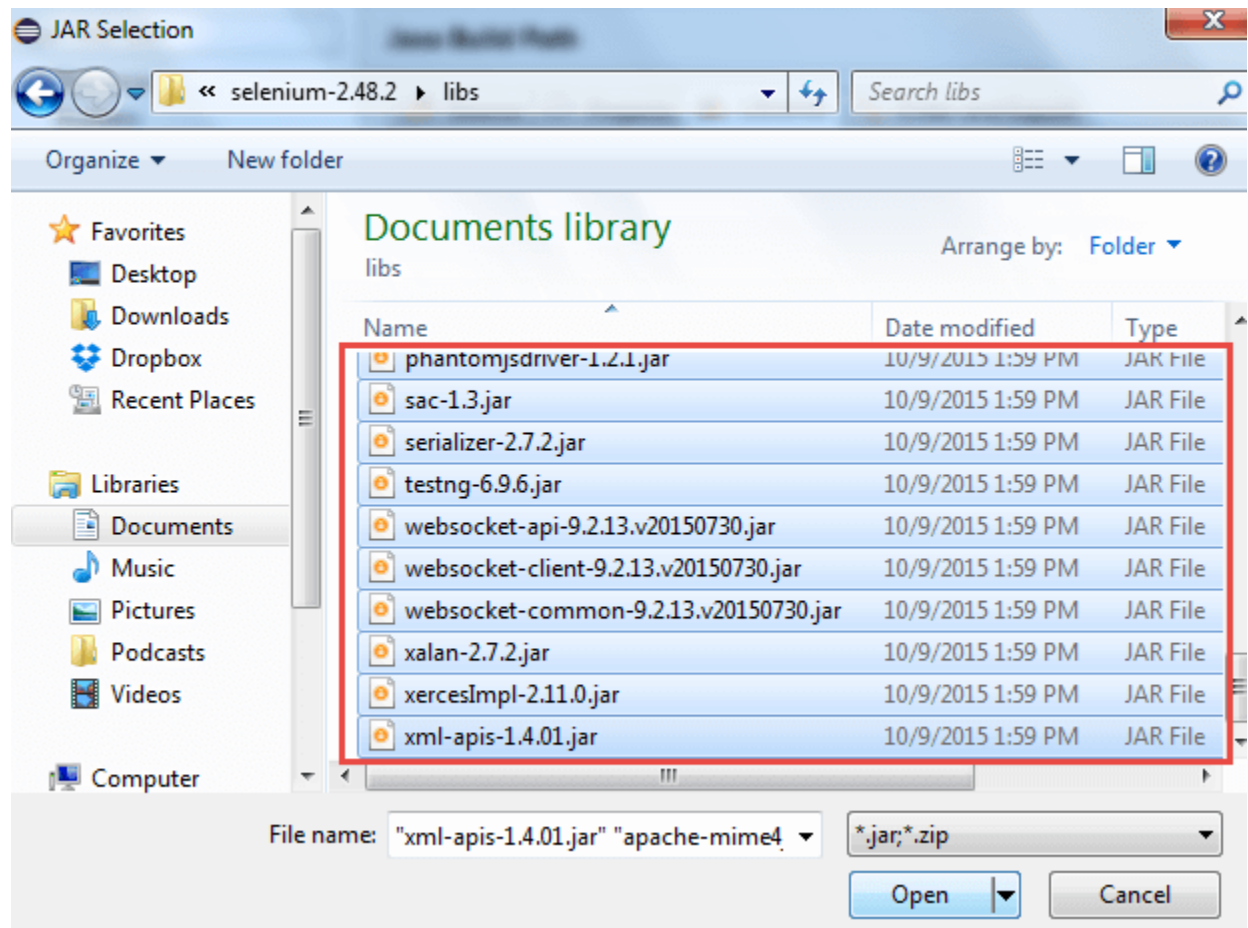 JAR Selection
Java Build Path
« selenium-2.48.2 libs Search libs
Organize New folder
Favorites
Desktop
Downloads
Dropbox
Recent Places
Libraries
Documents
Music
Pictures
Podcasts
Videos
Computer
Documents library
libs
Arrange by: Folder
Name Date modified Type
phantomjsdriver-1.2.1.jar 10/9/2015 1:59 PM JAR File
sac-1.3.jar 10/9/2015 1:59 PM JAR File
serializer-2.7.2.jar 10/9/2015 1:59 PM JAR File
testng-6.9.6.jar 10/9/2015 1:59 PM JAR File
websocket-api-9.2.13.v20150730.jar 10/9/2015 1:59 PM JAR File
websocket-client-9.2.13.v20150730.jar 10/9/2015 1:59 PM JAR File
websocket-common-9.2.13.v20150730.jar 10/9/2015 1:59 PM JAR File
xalan-2.7.2.jar 10/9/2015 1:59 PM JAR File
xercesImpl-2.11.0.jar 10/9/2015 1:59 PM JAR File
xml-apis-1.4.01.jar 10/9/2015 1:59 PM JAR File
File name: "xml-apis-1.4.01.jar" "apache-mime4 *.jar;*.zip
Open Cancel